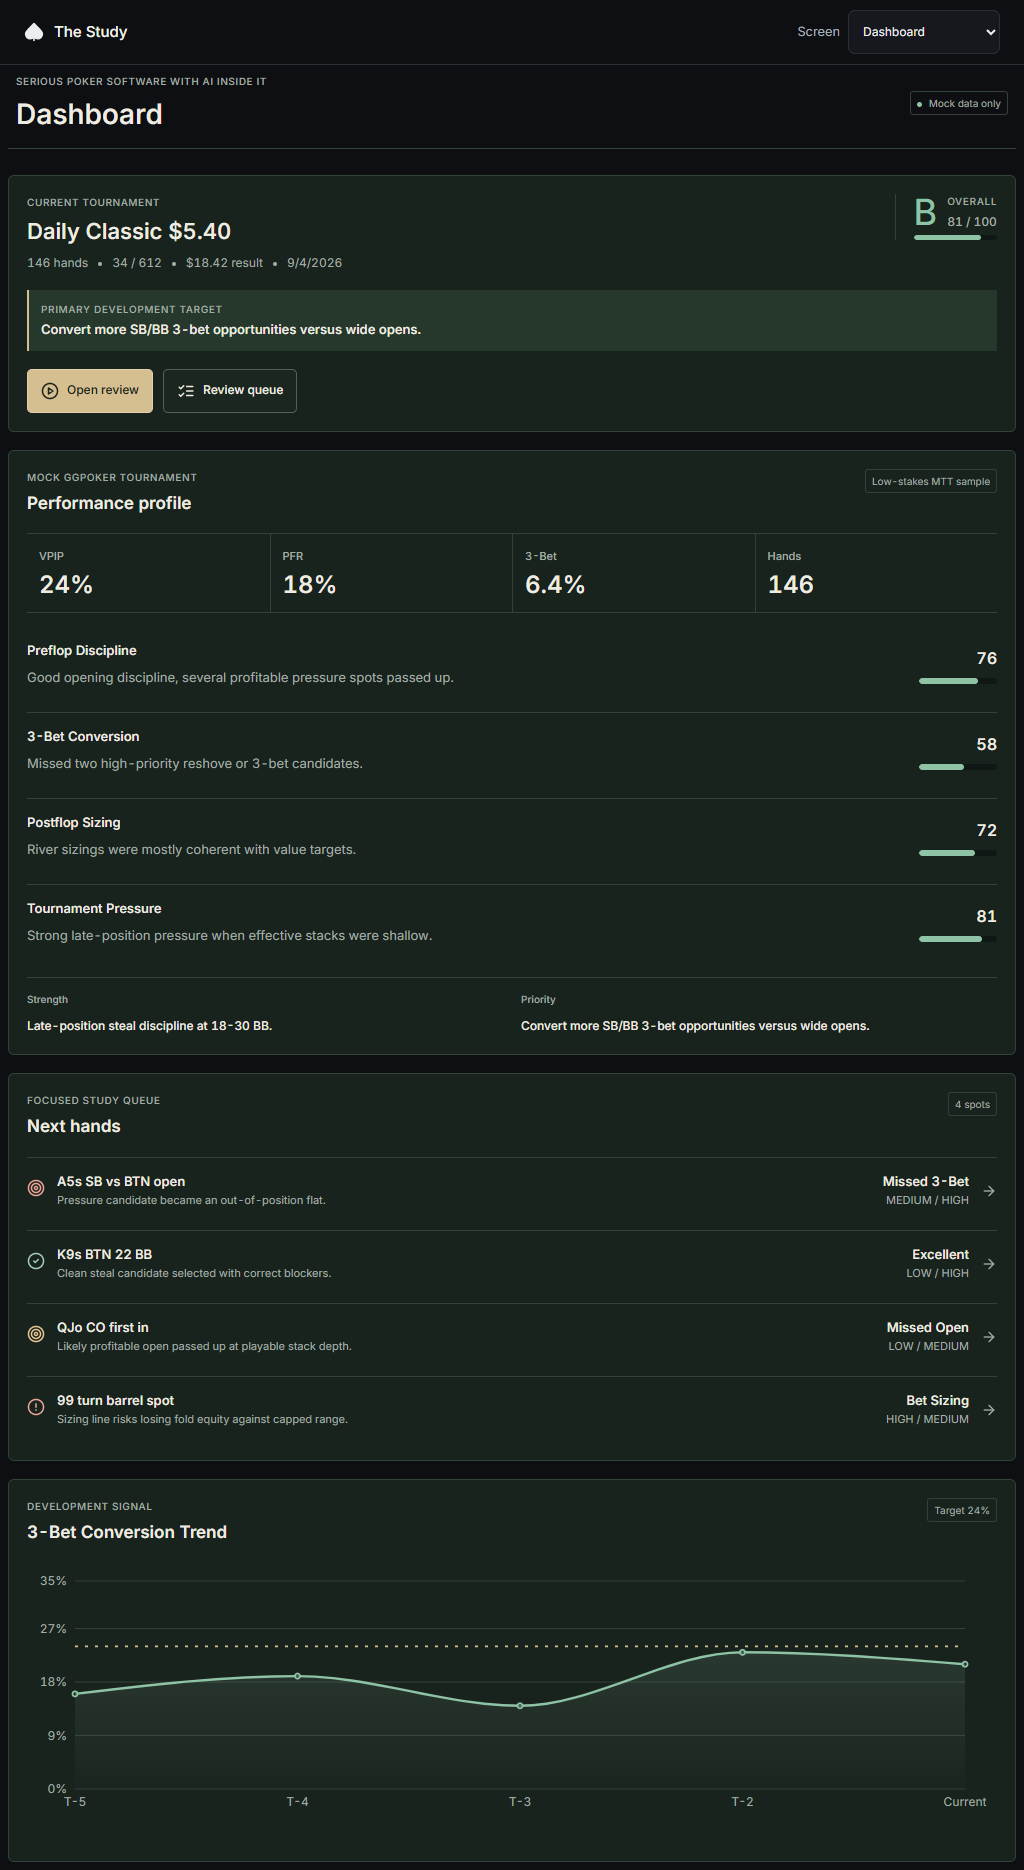 The Study
Screen
Dashboard
SERIOUS POKER SOFTWARE WITH AI INSIDE IT
Dashboard
Mock data only
CURRENT TOURNAMENT
Daily Classic $5.40
146 hands • 34 / 612 • $18.42 result • 9/4/2026
B
OVERALL
81 / 100
PRIMARY DEVELOPMENT TARGET
Convert more SB/BB 3-bet opportunities versus wide opens.
Open review
Review queue
MOCK GGPOKER TOURNAMENT
Performance profile
Low-stakes MTT sample
VPIP
24%
PFR
18%
3-Bet
6.4%
Hands
146
Preflop Discipline
Good opening discipline, several profitable pressure spots passed up.
76
3-Bet Conversion
Missed two high-priority reshove or 3-bet candidates.
58
Postflop Sizing
River sizings were mostly coherent with value targets.
72
Tournament Pressure
Strong late-position pressure when effective stacks were shallow.
81
Strength
Late-position steal discipline at 18-30 BB.
Priority
Convert more SB/BB 3-bet opportunities versus wide opens.
FOCUSED STUDY QUEUE
Next hands
4 spots
A5s SB vs BTN open
Pressure candidate became an out-of-position flat.
Missed 3-Bet
MEDIUM / HIGH
K9s BTN 22 BB
Clean steal candidate selected with correct blockers.
Excellent
LOW / HIGH
QJo CO first in
Likely profitable open passed up at playable stack depth.
Missed Open
LOW / MEDIUM
99 turn barrel spot
Sizing line risks losing fold equity against capped range.
Bet Sizing
HIGH / MEDIUM
DEVELOPMENT SIGNAL
3-Bet Conversion Trend
Target 24%
35%
27%
18%
9%
0%
T-5
T-4
T-3
T-2
Current